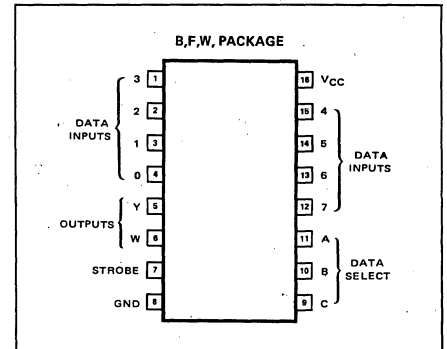 B,F,W, PACKAGE
3 1 16 VCC
2 2 15 4
DATA INPUTS
1 3 14 5
DATA INPUTS
0 4 13 6
Y 5 12 7
OUTPUTS
W 6 11 A
STROBE 7 10 B
DATA SELECT
GND 8 9 C